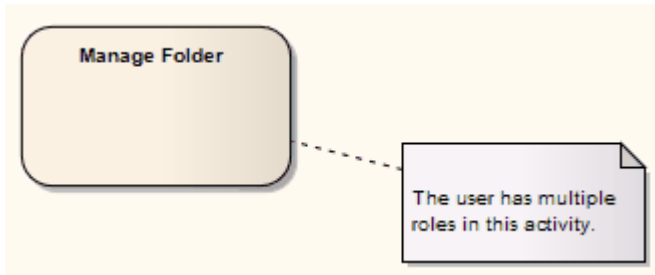 Manage Folder
The user has multiple
roles in this activity.